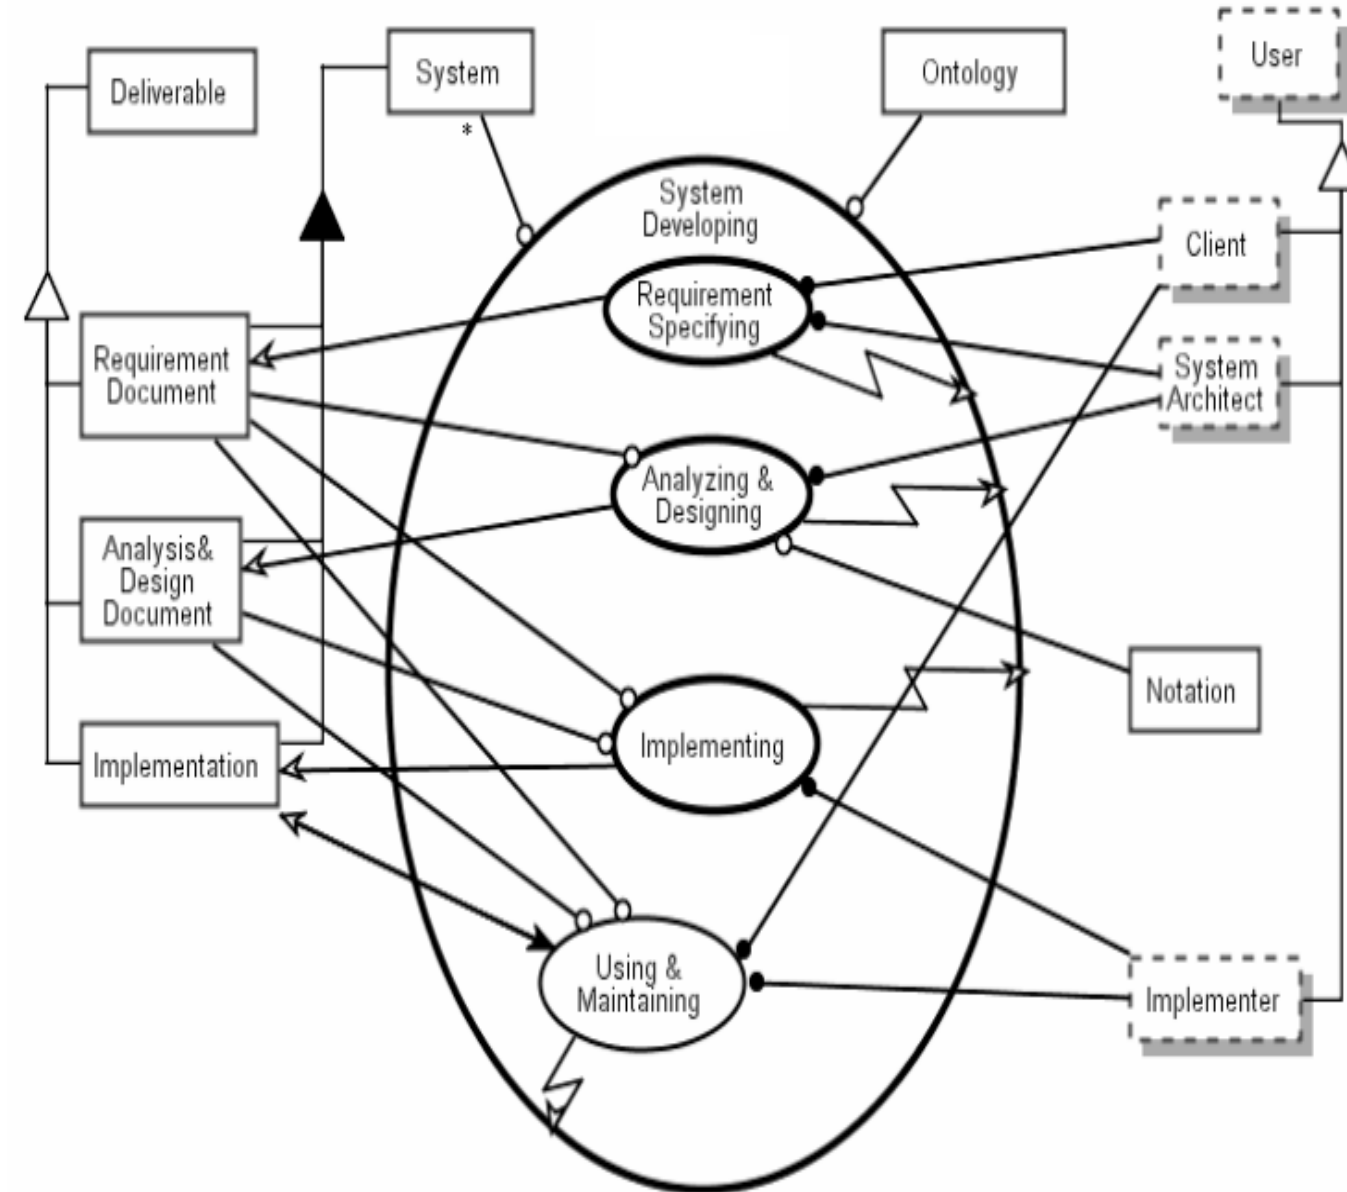 Deliverable
System
*
Ontology
User
System
Developing
Client
Requirement
Specifying
Requirement
Document
System
Architect
Analyzing &
Designing
Analysis&
Design
Document
Notation
Implementing
Implementation
Using &
Maintaining
Implementer